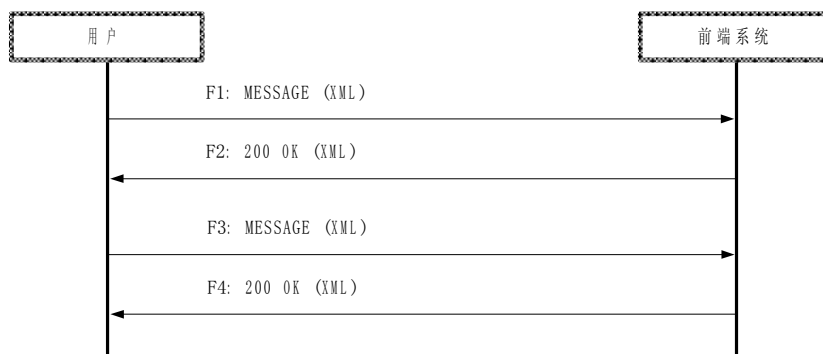 用户
前端系统
F1: MESSAGE (XML)
F2: 200 OK (XML)
F3: MESSAGE (XML)
F4: 200 OK (XML)